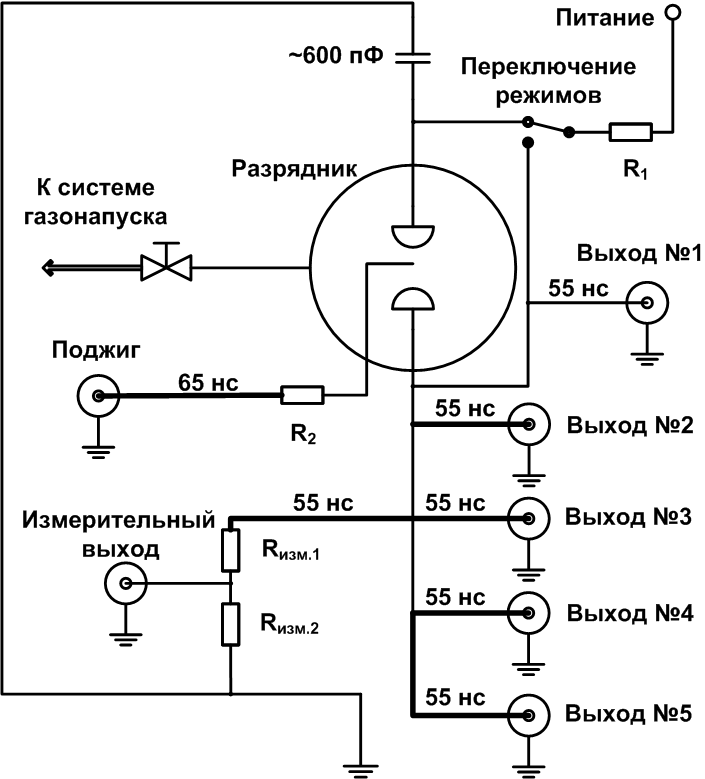 Питание
~600 пФ
Переключение
режимов
Разрядник
R1
К системе
газонапуска
Выход №1
55 нс
Поджиг
65 нс
R2
55 нс
Выход №2
55 нс
55 нс
Выход №3
Измерительный
выход
Rизм.1
55 нс
Выход №4
Rизм.2
55 нс
Выход №5